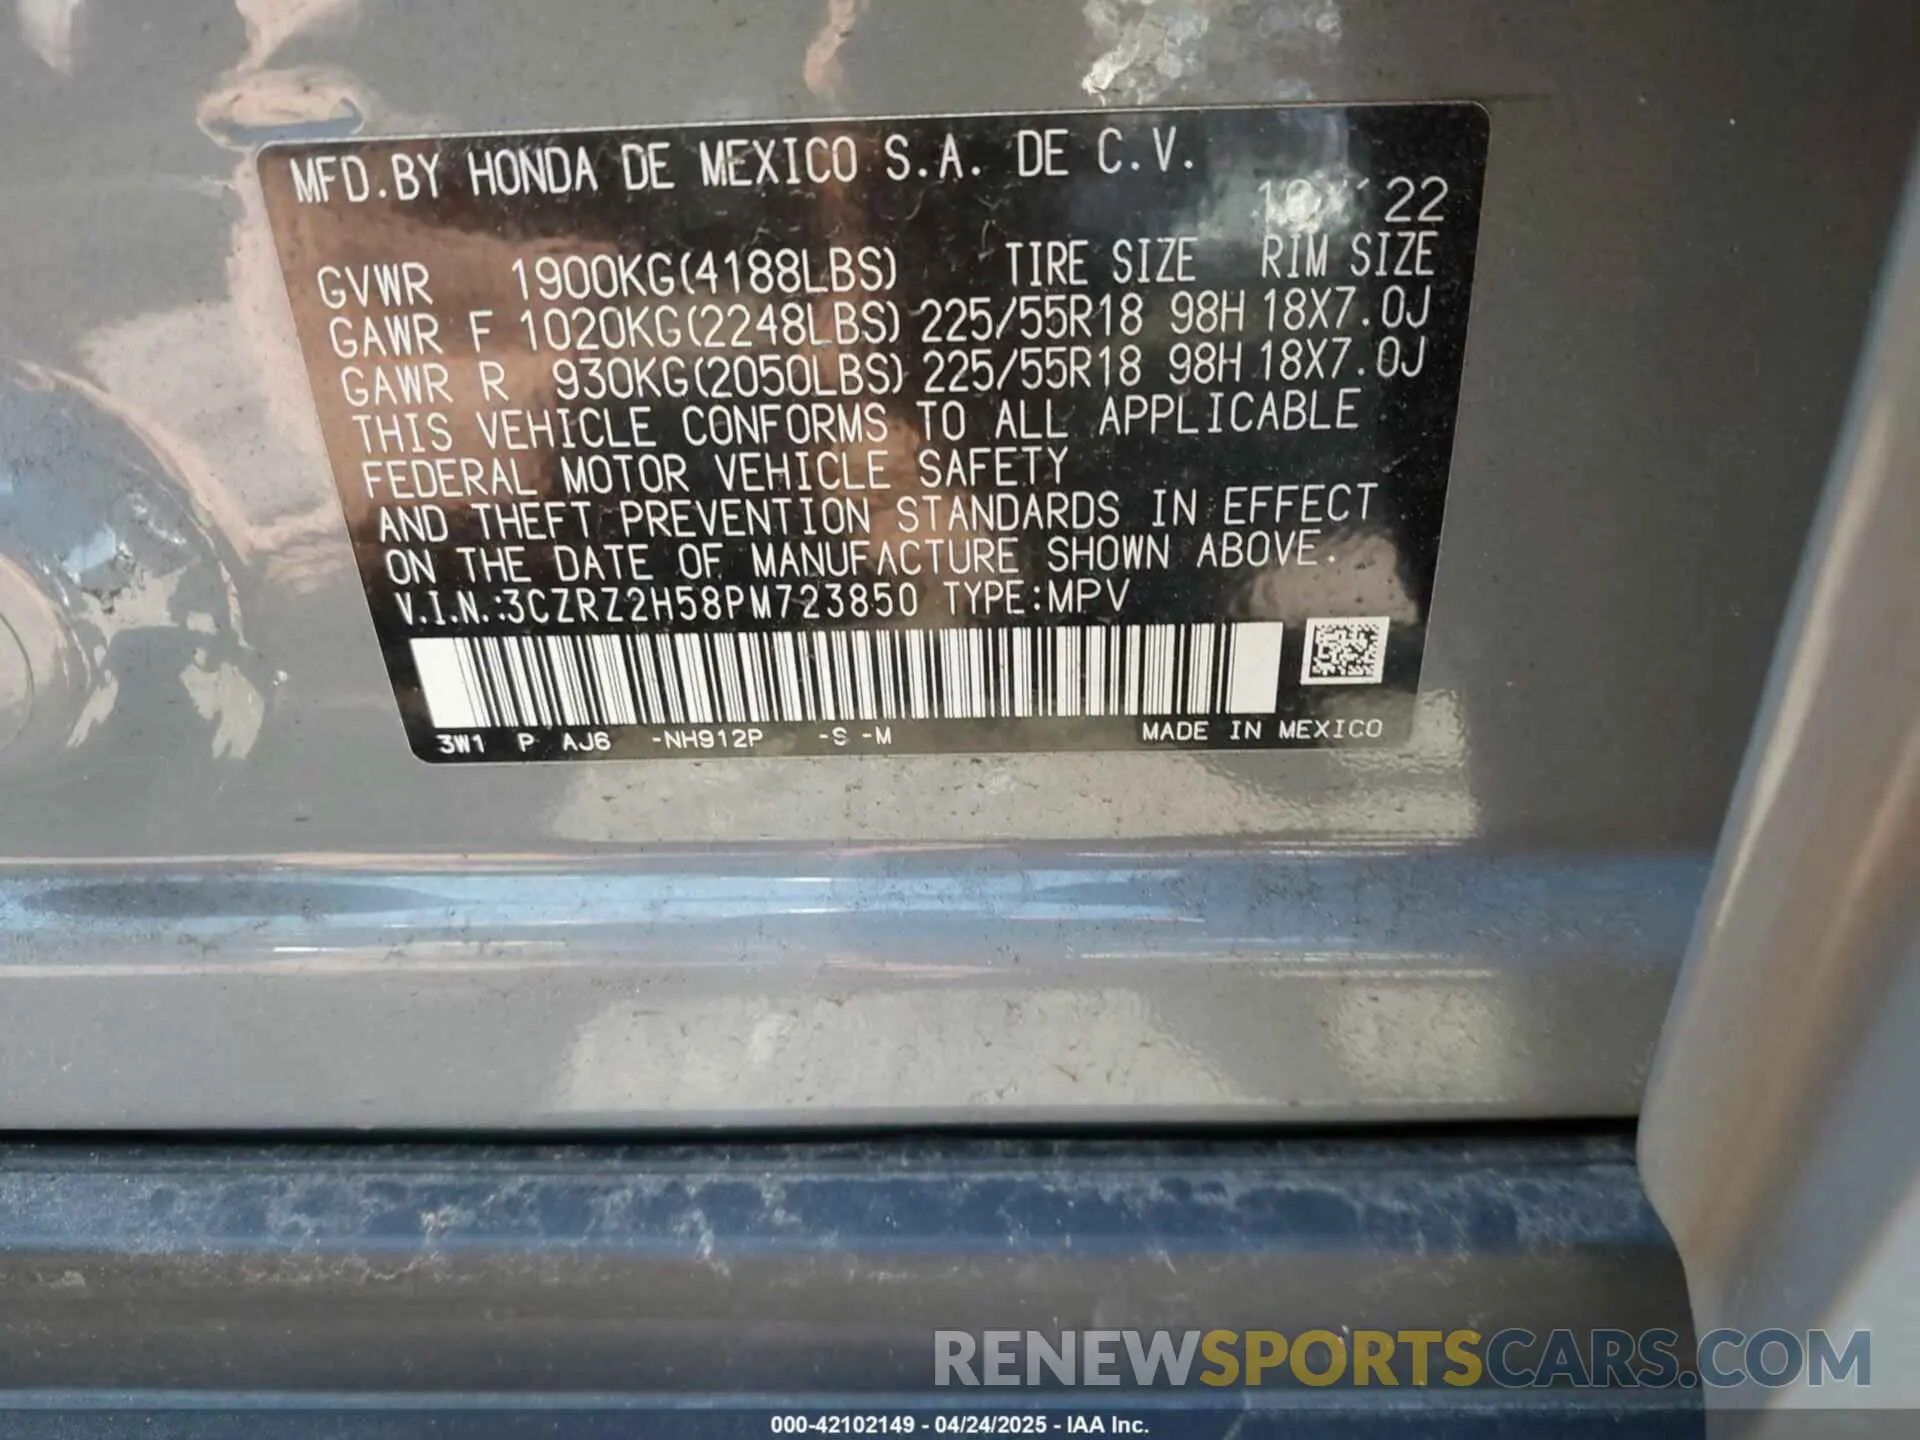 MFD.BY HONDA DE MEXICO S.A. DE C.V.
22
GVWR 1900KG(4188LBS) TIRE SIZE RIM SIZE
GAWR F 1020KG(2248LBS) 225/55R18 98H 18X7.0J
GAWR R 930KG(2050LBS) 225/55R18 98H 18X7.0J
THIS VEHICLE CONFORMS TO ALL APPLICABLE
FEDERAL MOTOR VEHICLE SAFETY
AND THEFT PREVENTION STANDARDS IN EFFECT
ON THE DATE OF MANUFACTURE SHOWN ABOVE.
V.I.N.:3CZRZ2H58PM723850 TYPE:MPV
3W1 P AJ6 -NH912P -S -M MADE IN MEXICO
RENEWSPORTSCARS.COM
000-42102149 - 04/24/2025 - IAA Inc.